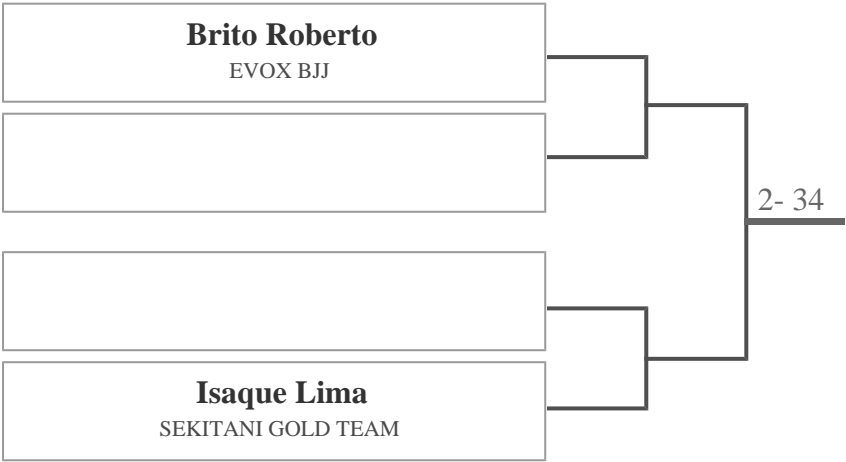 Brito Roberto
EVOX BJJ
2- 34
Isaque Lima
SEKITANI GOLD TEAM